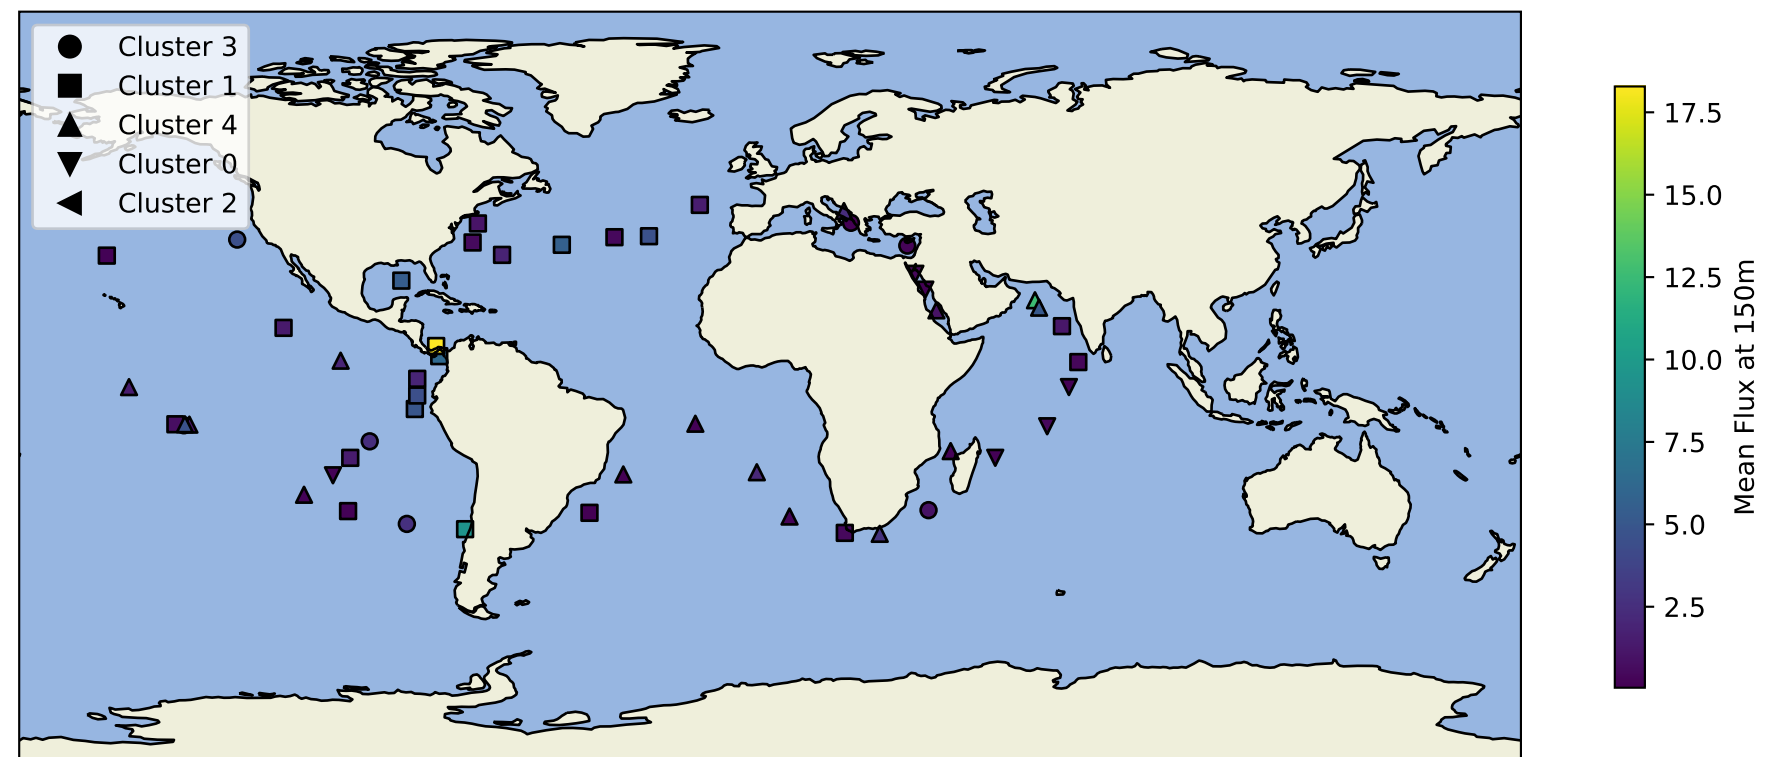 Cluster 3
Cluster 1
Cluster 4
Cluster 0
Cluster 2
17.5
15.0
12.5
10.0
7.5
5.0
2.5
Mean Flux at 150m